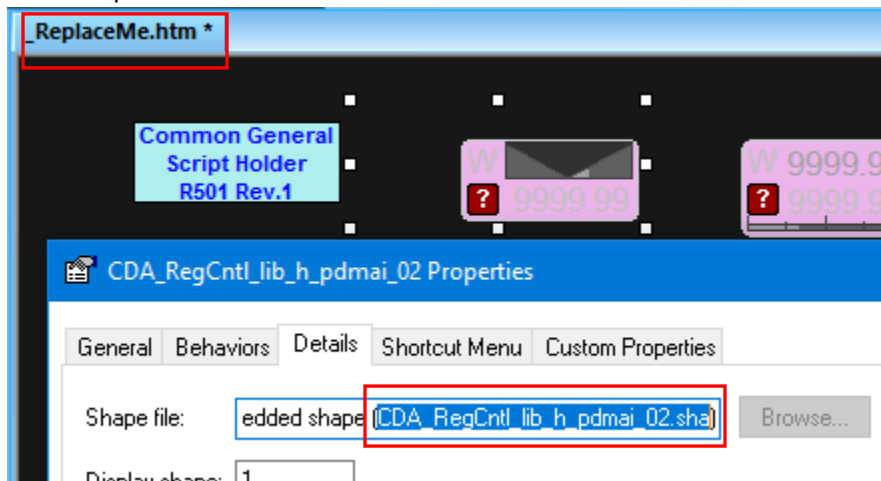 _ReplaceMe.htm *
Common General
Script Holder
R501 Rev.1
W
? 9999.99
W 9999.9
? 9999.9
CDA_RegCntl_lib_h_pdmai_02 Properties
General Behaviors Details Shortcut Menu Custom Properties
Shape file: edded shape (CDA_RegCntl_lib_h_pdmai_02.sha) Browse...
Display shape: 1